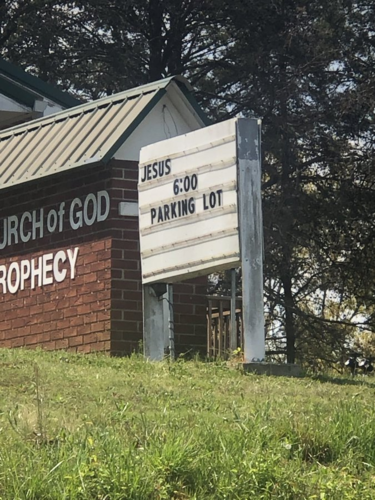 URCH of GOD
ROPHECY
JESUS
6:00
PARKING LOT